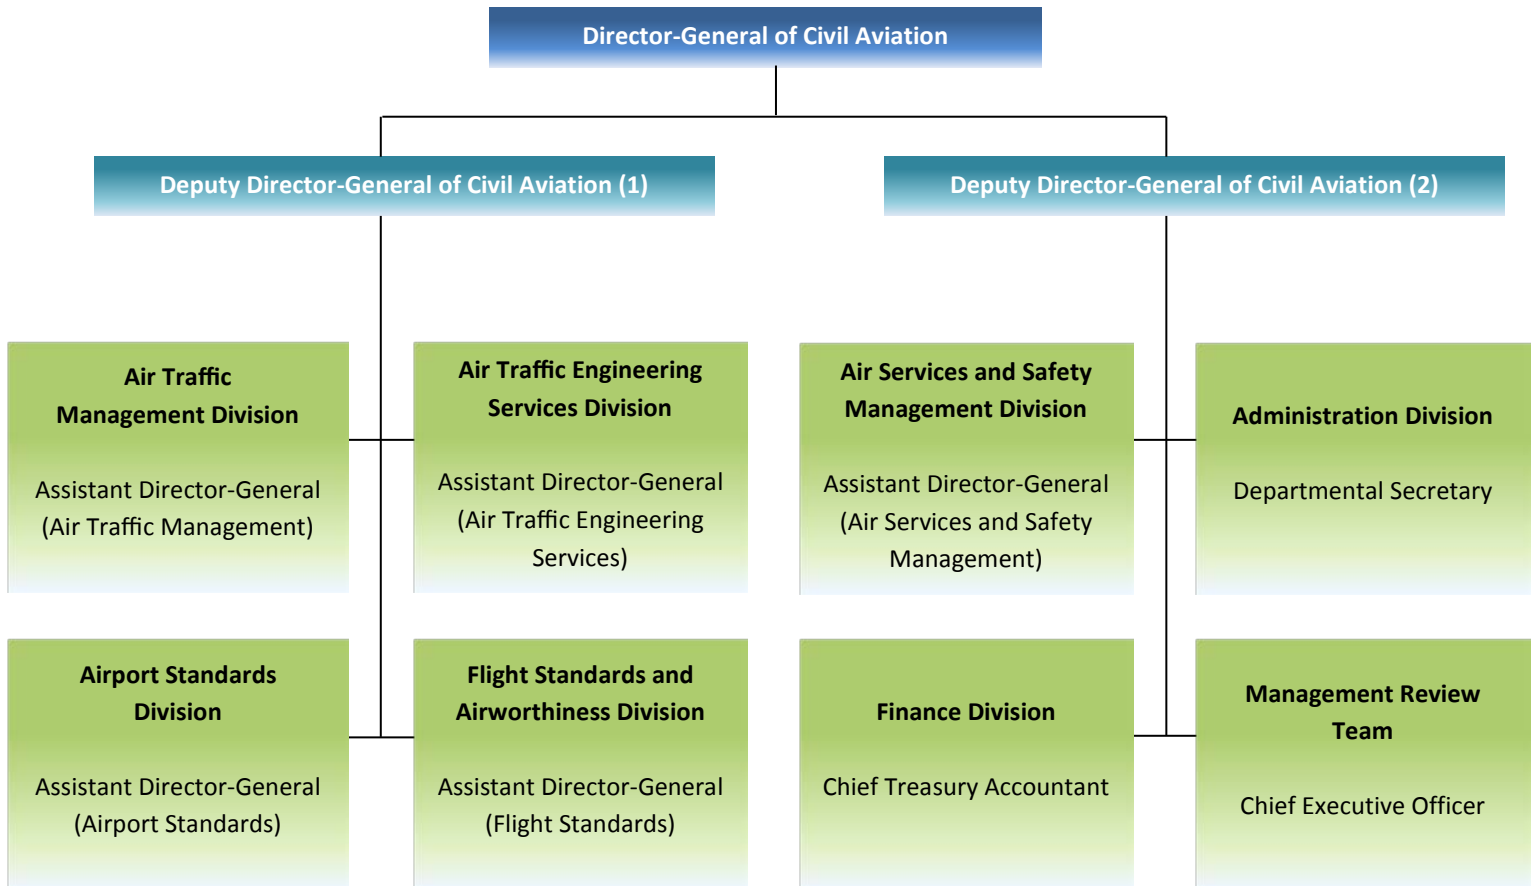 Director-General of Civil Aviation
Deputy Director-General of Civil Aviation (1)
Deputy Director-General of Civil Aviation (2)
Air Traffic
Management Division
Assistant Director-General
(Air Traffic Management)
Air Traffic Engineering
Services Division
Assistant Director-General
(Air Traffic Engineering
Services)
Air Services and Safety
Management Division
Assistant Director-General
(Air Services and Safety
Management)
Administration Division
Departmental Secretary
Airport Standards
Division
Assistant Director-General
(Airport Standards)
Flight Standards and
Airworthiness Division
Assistant Director-General
(Flight Standards)
Finance Division
Chief Treasury Accountant
Management Review
Team
Chief Executive Officer